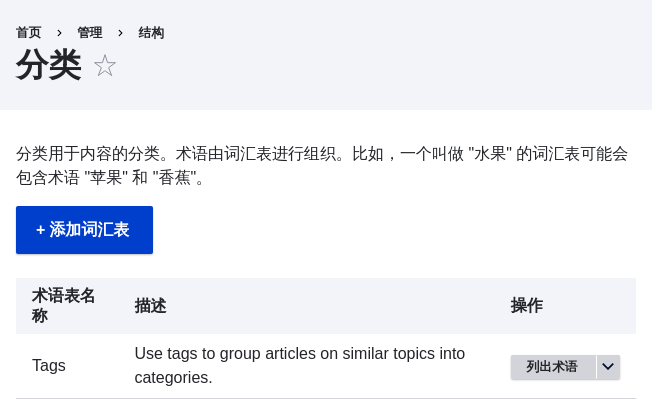 首页 > 管理 > 结构
分类
分类用于内容的分类。术语由词汇表进行组织。比如，一个叫做 "水果" 的词汇表可能会
包含术语 "苹果" 和 "香蕉"。
+ 添加词汇表
术语表名
称
描述
操作
Tags
Use tags to group articles on similar topics into
categories.
列出术语